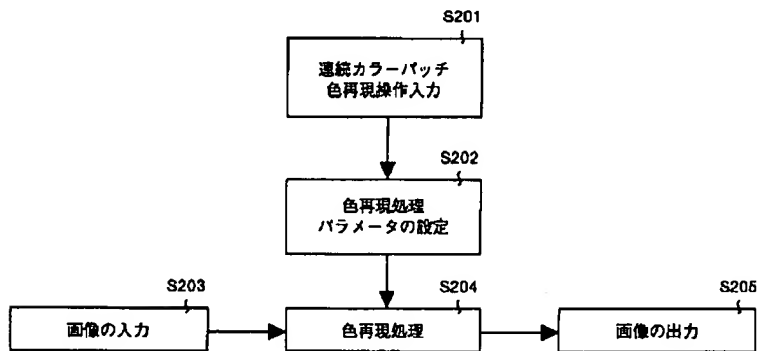 S201
連続カラーパッチ
色再現操作入力
S202
色再現処理
パラメータの設定
S203
画像の入力
S204
色再現処理
S205
画像の出力